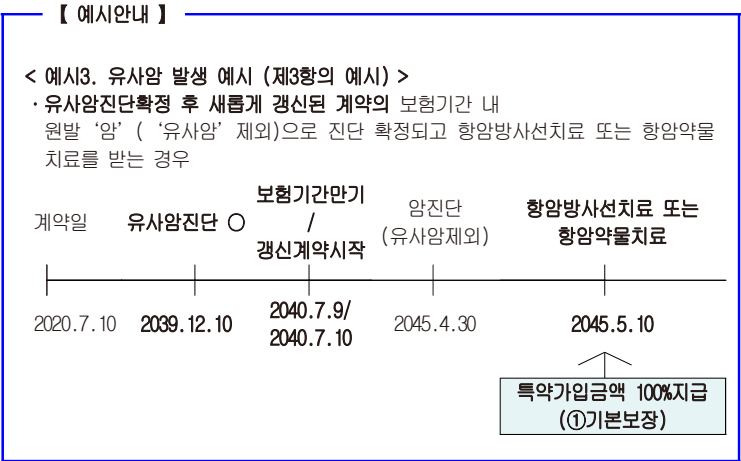 【 예시안내 】
< 예시3. 유사암 발생 예시 (제3항의 예시) >
· 유사암진단확정 후 새롭게 갱신된 계약의 보험기간 내
원발 ‘암’ ( ‘유사암’ 제외)으로 진단 확정되고 항암방사선치료 또는 항암약물
치료를 받는 경우
계약일
유사암진단 ○
보험기간만기
/
갱신계약시작
암진단
(유사암제외)
항암방사선치료 또는
항암약물치료
2020.7.10
2039.12.10
2040.7.9/
2040.7.10
2045.4.30
2045.5.10
특약가입금액 100%지급
(①기본보장)